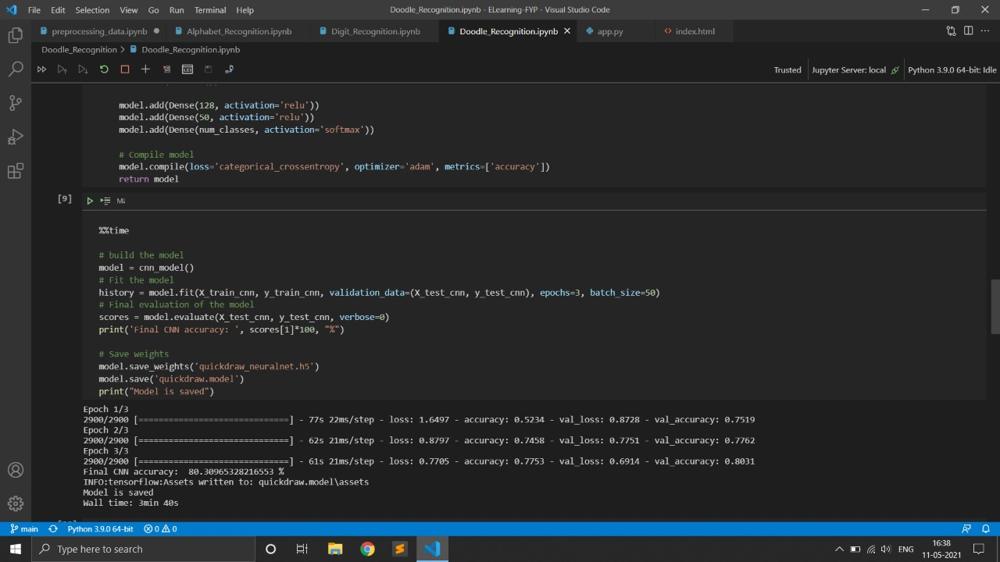 File Edit Selection View Go Run Terminal Help Doodle_Recognition.ipynb - ELearning-FYP - Visual Studio Code
preprocessing_data.ipynb Alphabet_Recognition.ipynb Digit_Recognition.ipynb Doodle_Recognition.ipynb app.py index.html
Doodle_Recognition > Doodle_Recognition.ipynb
Trusted Jupyter Server: local Python 3.9.0 64-bit: Idle
model.add(Dense(128, activation='relu'))
model.add(Dense(50, activation='relu'))
model.add(Dense(num_classes, activation='softmax'))
# Compile model
model.compile(loss='categorical_crossentropy', optimizer='adam', metrics=['accuracy'])
return model
[9] M↓
%%time
# build the model
model = cnn_model()
# Fit the model
history = model.fit(X_train_cnn, y_train_cnn, validation_data=(X_test_cnn, y_test_cnn), epochs=3, batch_size=50)
# Final evaluation of the model
scores = model.evaluate(X_test_cnn, y_test_cnn, verbose=0)
print('Final CNN accuracy: ', scores[1]*100, "%")
# Save weights
model.save_weights('quickdraw_neuralnet.h5')
model.save('quickdraw.model')
print("Model is saved")
Epoch 1/3
2900/2900 [==============================] - 77s 22ms/step - loss: 1.6497 - accuracy: 0.5234 - val_loss: 0.8728 - val_accuracy: 0.7519
Epoch 2/3
2900/2900 [==============================] - 62s 21ms/step - loss: 0.8797 - accuracy: 0.7458 - val_loss: 0.7751 - val_accuracy: 0.7762
Epoch 3/3
2900/2900 [==============================] - 61s 21ms/step - loss: 0.7705 - accuracy: 0.7753 - val_loss: 0.6914 - val_accuracy: 0.8031
Final CNN accuracy:  80.30965328216553 %
INFO:tensorflow:Assets written to: quickdraw.model\assets
Model is saved
Wall time: 3min 40s
main Python 3.9.0 64-bit 0 0
Type here to search ENG 16:38
11-05-2021